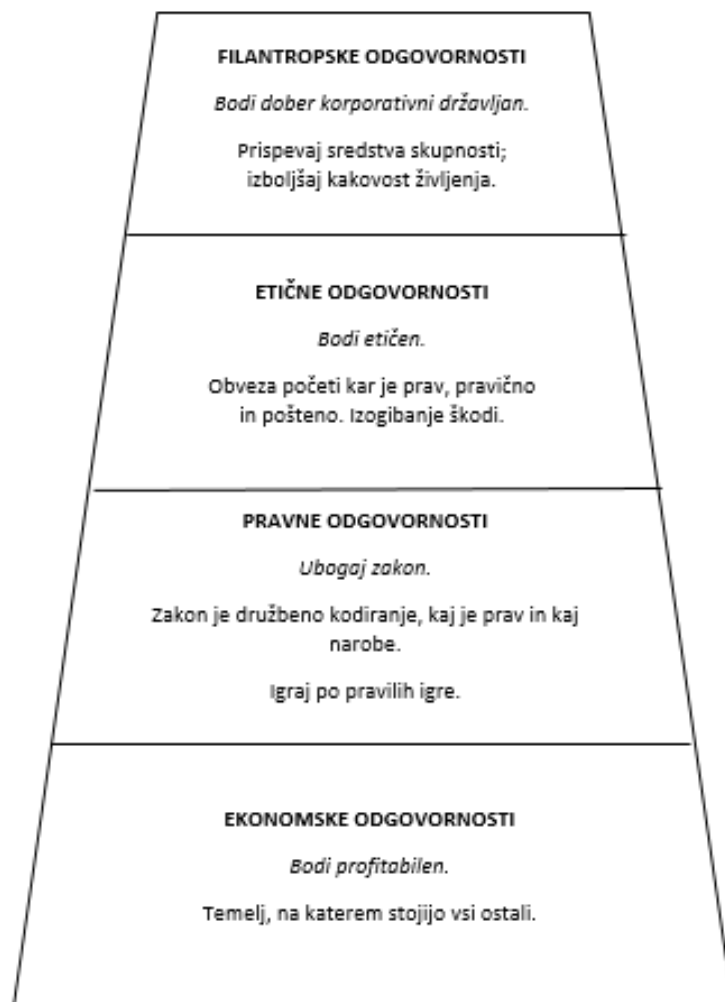 FILANTROPSKE ODGOVORNOSTI
Bodi dober korporativni državljan.
Prispevaj sredstva skupnosti;
izboljšaj kakovost življenja.
ETIČNE ODGOVORNOSTI
Bodi etičen.
Obveza početi kar je prav, pravično
in pošteno. Izogibanje škodi.
PRAVNE ODGOVORNOSTI
Ubogaj zakon.
Zakon je družbeno kodiranje, kaj je prav in kaj
narobe.
Igraj po pravilih igre.
EKONOMSKE ODGOVORNOSTI
Bodi profitabilen.
Temelj, na katerem stojijo vsi ostali.